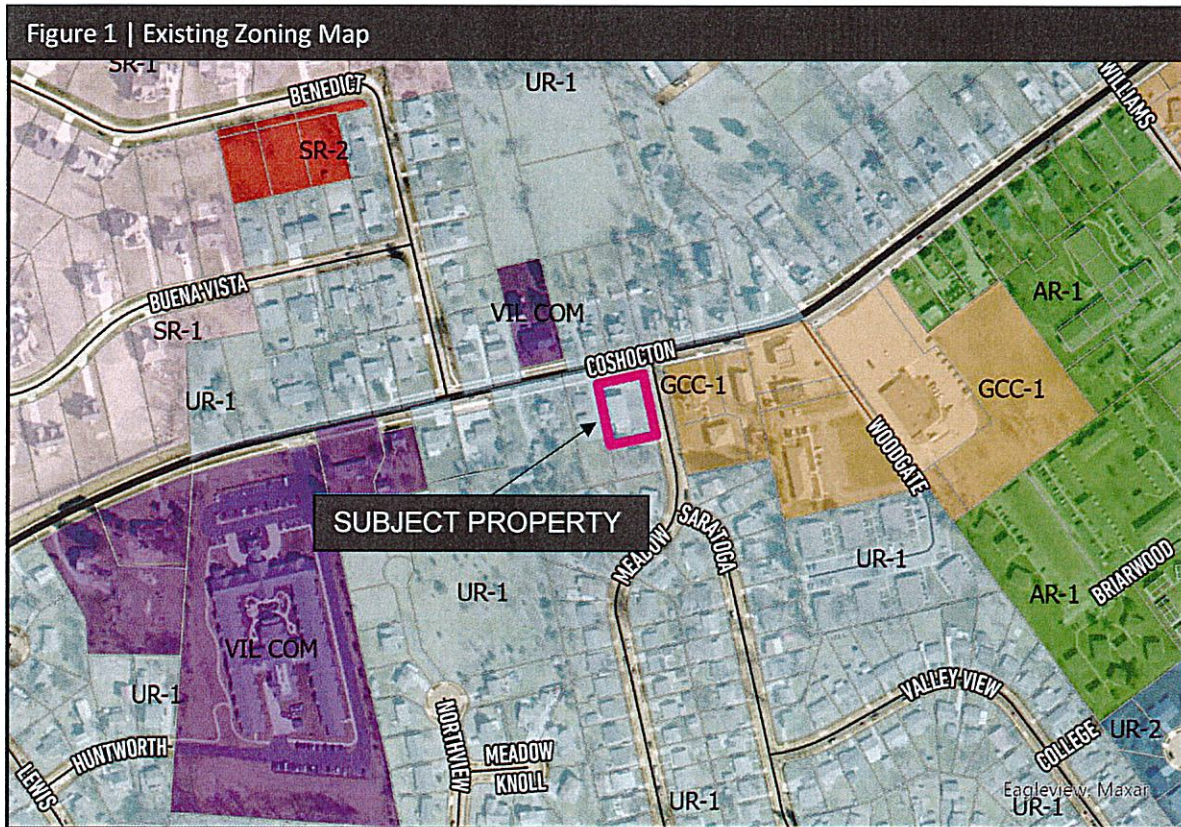 Figure 1 | Existing Zoning Map
SR-1
BENEDICT
UR-1
WILLIAMS
SR-2
BUENA VISTA
SR-1
VIL COM
AR-1
COSHOCTON
UR-1
GCC-1
GCC-1
WOODGATE
SUBJECT PROPERTY
MEADOW
SARATOGA
UR-1
UR-1
AR-1
BRIARWOOD
VIL COM
UR-1
VALLEY VIEW
HUNTWORTH
LEWIS
NORTHVIEW
MEADOW
KNOLL
COLLEGE
UR-2
UR-1
Eagleview, Maxar
UR-1